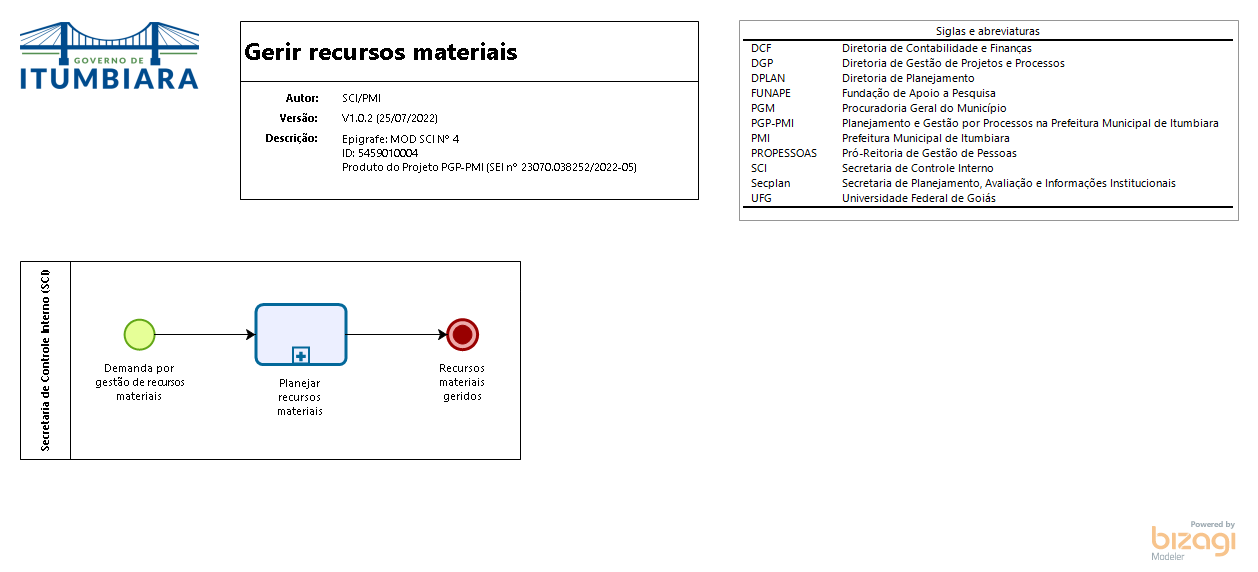 GOVERNO DE
ITUMBIARA
Gerir recursos materiais
Autor: SCI/PMI
Versão: V1.0.2 (25/07/2022)
Descrição: Epigrafe: MOD SCI Nº 4
ID: 5459010004
Produto do Projeto PGP-PMI (SEI nº 23070.038252/2022-05)
Siglas e abreviaturas
DCF Diretoria de Contabilidade e Finanças
DGP Diretoria de Gestão de Projetos e Processos
DPLAN Diretoria de Planejamento
FUNAPE Fundação de Apoio a Pesquisa
PGM Procuradoria Geral do Município
PGP-PMI Planejamento e Gestão por Processos na Prefeitura Municipal de Itumbiara
PMI Prefeitura Municipal de Itumbiara
PROPESSOAS Pró-Reitoria de Gestão de Pessoas
SCI Secretaria de Controle Interno
Secplan Secretaria de Planejamento, Avaliação e Informações Institucionais
UFG Universidade Federal de Goiás
Secretaria de Controle Interno (SCI)
Demanda por
gestão de recursos
materiais
Planejar
recursos
materiais
Recursos
materiais
geridos
Powered by
bizagi
Modeler